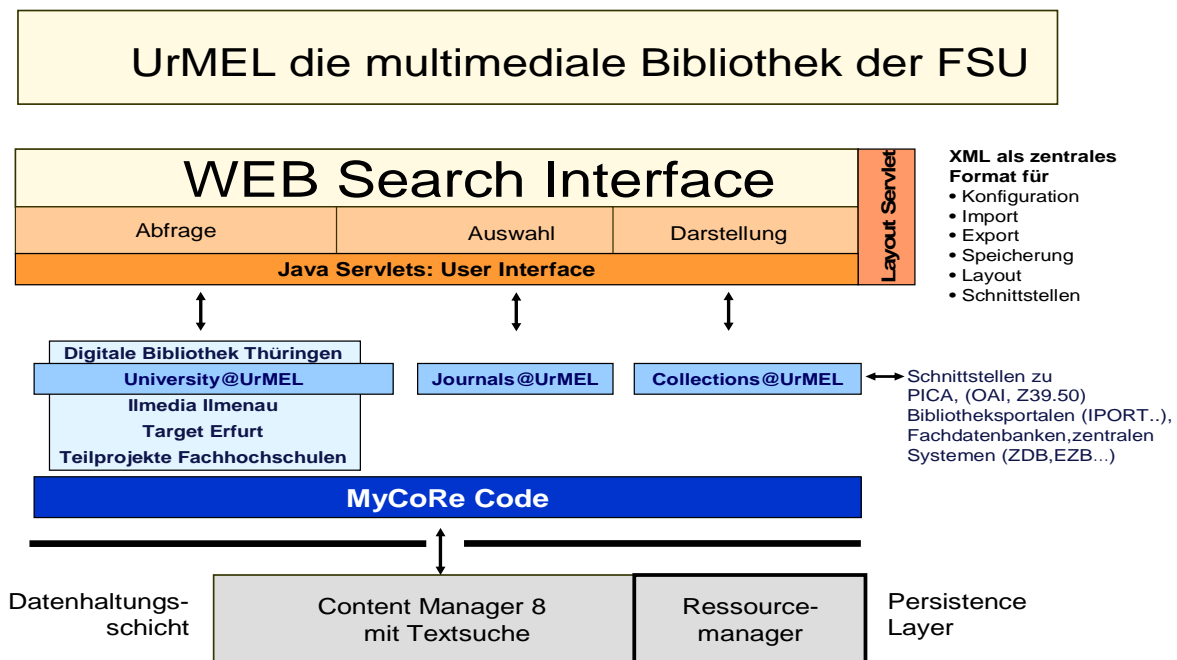 UrMEL die multimediale Bibliothek der FSU
WEB Search Interface
Layout Servlet
Abfrage
Auswahl
Darstellung
Java Servlets: User Interface
XML als zentrales
Format für
• Konfiguration
• Import
• Export
• Speicherung
• Layout
• Schnittstellen
Digitale Bibliothek Thüringen
University@UrMEL
Ilmedia Ilmenau
Target Erfurt
Teilprojekte Fachhochschulen
Journals@UrMEL
Collections@UrMEL
Schnittstellen zu
PICA, (OAI, Z39.50)
Bibliotheksportalen (IPORT..),
Fachdatenbanken,zentralen
Systemen (ZDB,EZB...)
MyCoRe Code
Datenhaltungs-
schicht
Content Manager 8
mit Textsuche
Ressource-
manager
Persistence
Layer